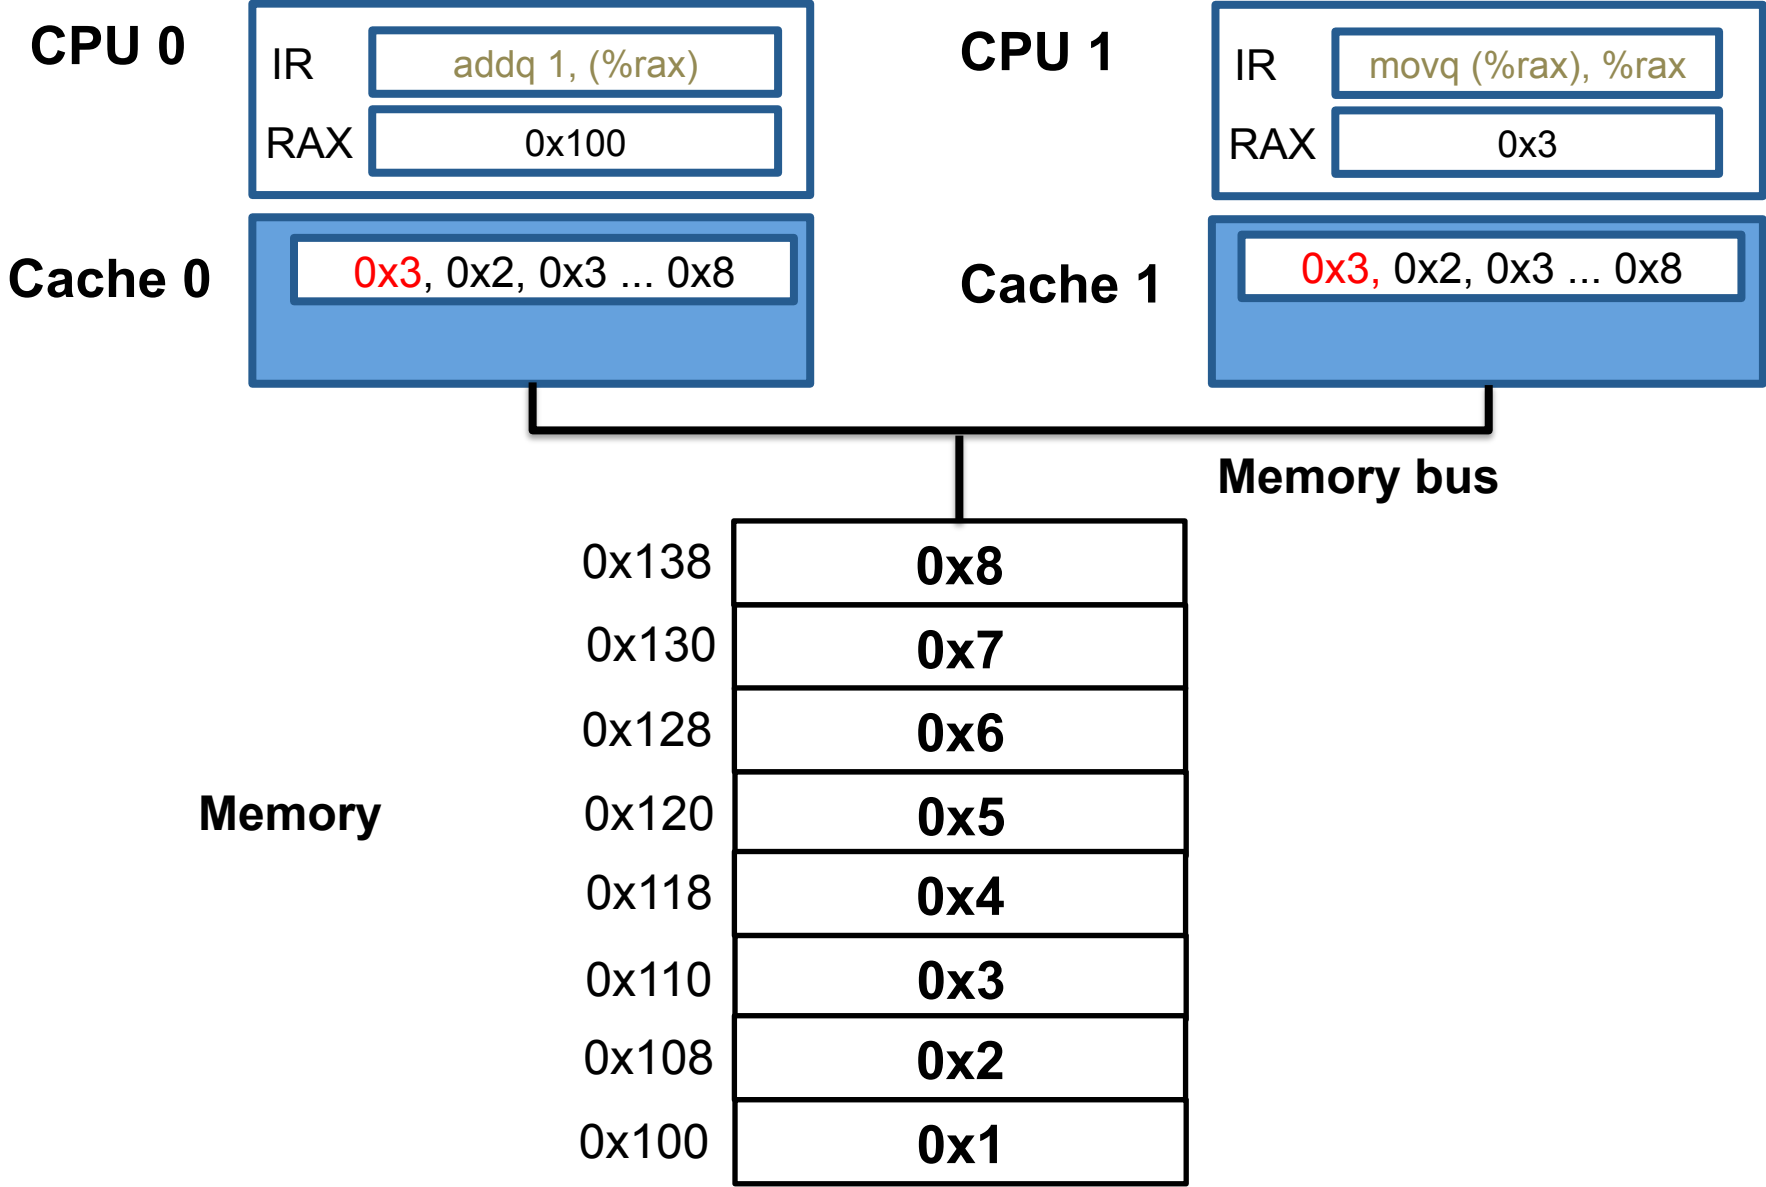 CPU 0
IR
addq 1, (%rax)
RAX
0x100
CPU 1
IR
movq (%rax), %rax
RAX
0x3
Cache 0
0x3, 0x2, 0x3 ... 0x8
Cache 1
0x3, 0x2, 0x3 ... 0x8
Memory bus
0x138
0x8
0x130
0x7
0x128
0x6
Memory
0x120
0x5
0x118
0x4
0x110
0x3
0x108
0x2
0x100
0x1